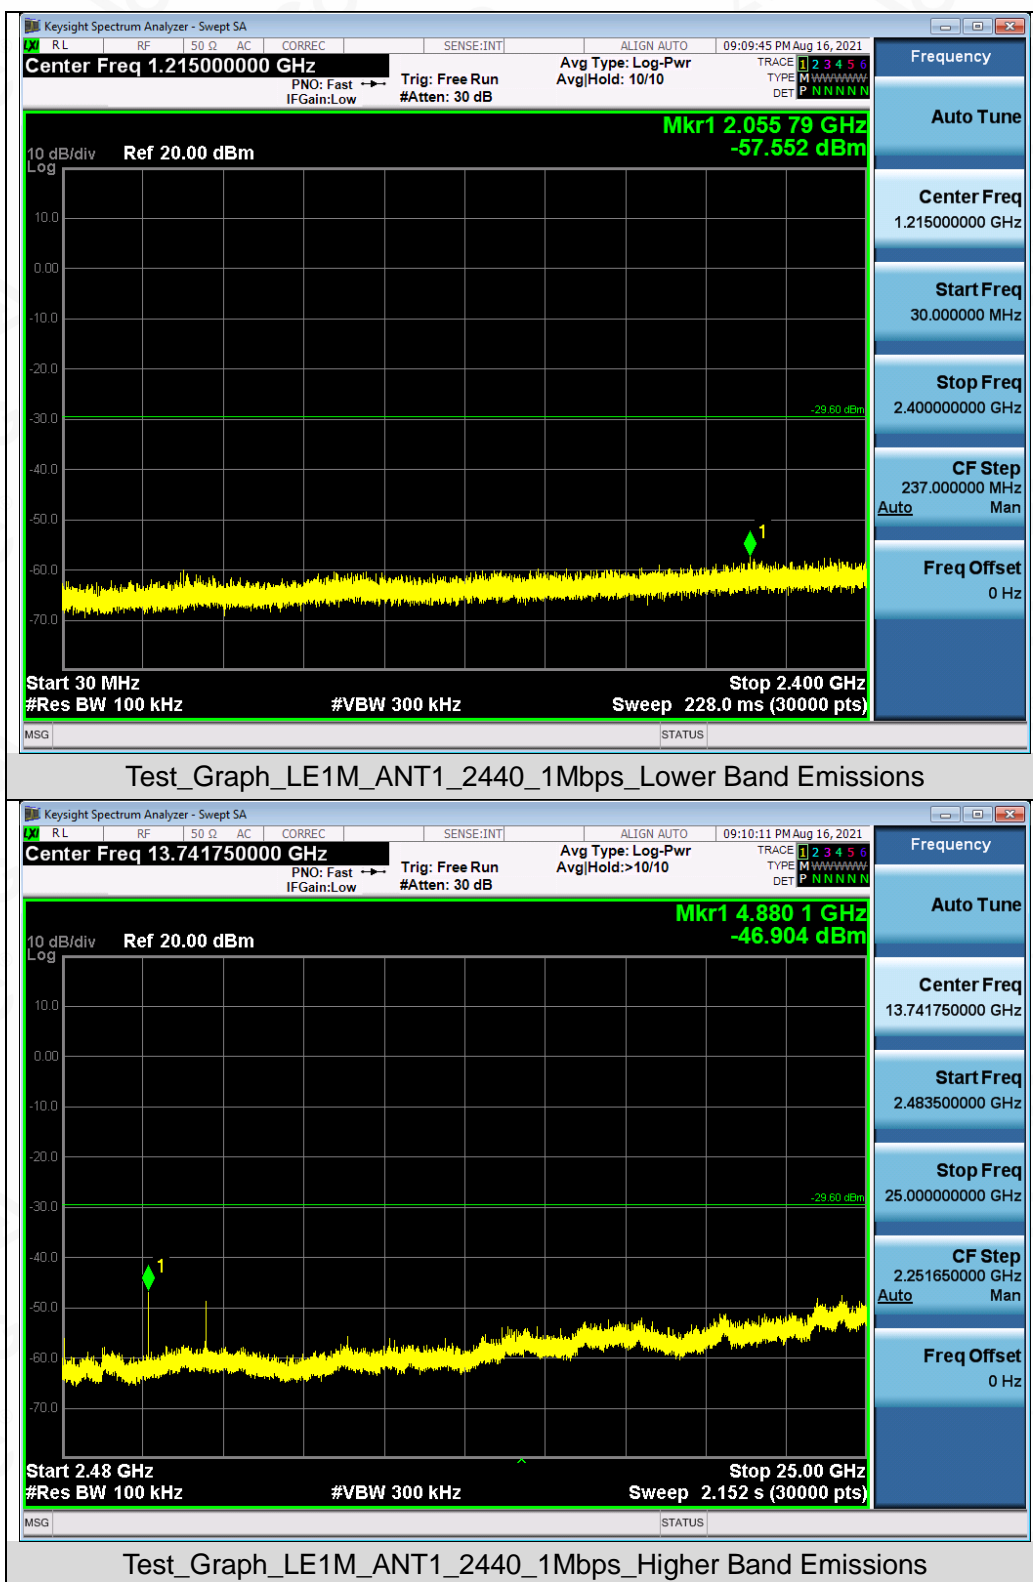 Keysight Spectrum Analyzer - Swept SA
LXI RL RF 50 Ω AC CORREC SENSE:INT ALIGN AUTO 09:09:45 PM Aug 16, 2021
Center Freq 1.215000000 GHz
PNO: Fast
IFGain:Low
Trig: Free Run
#Atten: 30 dB
Avg Type: Log-Pwr
Avg|Hold: 10/10
TRACE 1 2 3 4 5 6
TYPE M WWWWW
DET P N N N N N
Mkr1 2.055 79 GHz
-57.552 dBm
10 dB/div Ref 20.00 dBm
Log
10.0
0.00
-10.0
-20.0
-29.60 dBm
-30.0
-40.0
-50.0
1
-60.0
-70.0
Start 30 MHz Stop 2.400 GHz
#Res BW 100 kHz #VBW 300 kHz Sweep 228.0 ms (30000 pts)
MSG STATUS
Frequency
Auto Tune
Center Freq
1.215000000 GHz
Start Freq
30.000000 MHz
Stop Freq
2.400000000 GHz
CF Step
237.000000 MHz
Auto Man
Freq Offset
0 Hz
Test_Graph_LE1M_ANT1_2440_1Mbps_Lower Band Emissions
Keysight Spectrum Analyzer - Swept SA
LXI RL RF 50 Ω AC CORREC SENSE:INT ALIGN AUTO 09:10:11 PM Aug 16, 2021
Center Freq 13.741750000 GHz
PNO: Fast
IFGain:Low
Trig: Free Run
#Atten: 30 dB
Avg Type: Log-Pwr
Avg|Hold:>10/10
TRACE 1 2 3 4 5 6
TYPE M WWWWW
DET P N N N N N
Mkr1 4.880 1 GHz
-46.904 dBm
10 dB/div Ref 20.00 dBm
Log
10.0
0.00
-10.0
-20.0
-29.60 dBm
-30.0
-40.0
1
-50.0
-60.0
-70.0
Start 2.48 GHz Stop 25.00 GHz
#Res BW 100 kHz #VBW 300 kHz Sweep 2.152 s (30000 pts)
MSG STATUS
Frequency
Auto Tune
Center Freq
13.741750000 GHz
Start Freq
2.483500000 GHz
Stop Freq
25.000000000 GHz
CF Step
2.251650000 GHz
Auto Man
Freq Offset
0 Hz
Test_Graph_LE1M_ANT1_2440_1Mbps_Higher Band Emissions